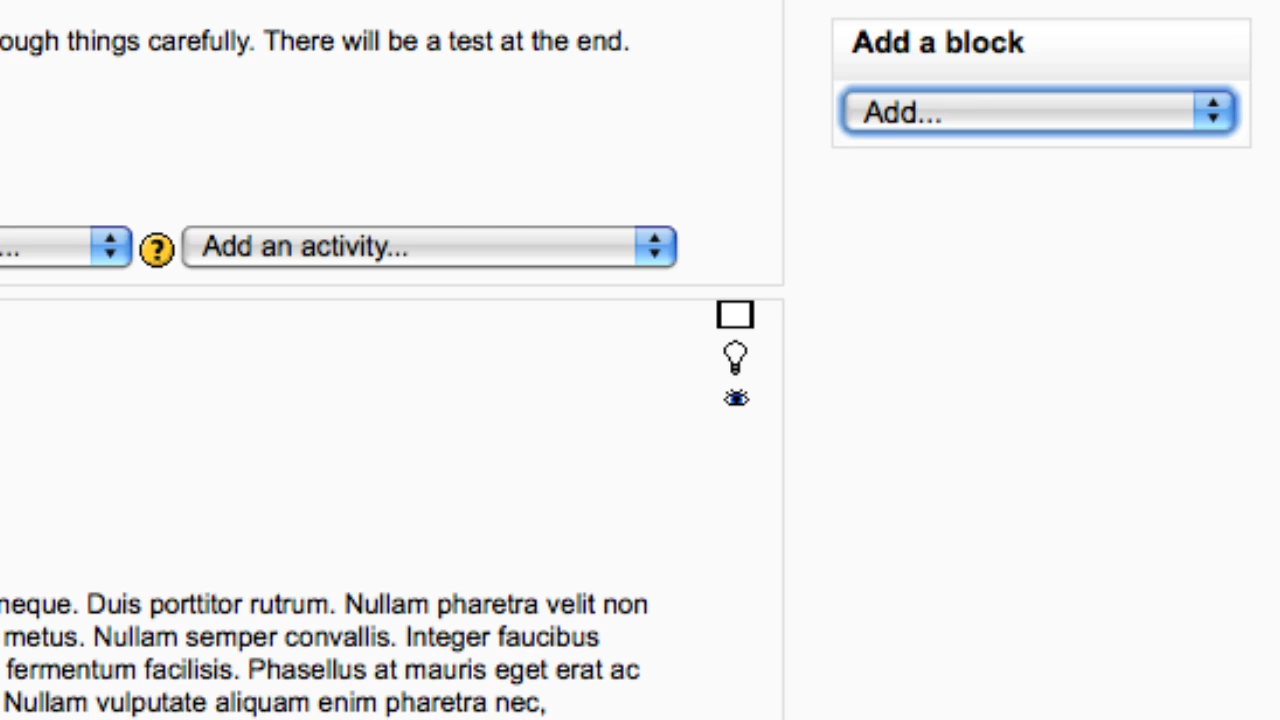 ough things carefully. There will be a test at the end.
Add a block
Add...
... ? Add an activity...
neque. Duis porttitor rutrum. Nullam pharetra velit non
metus. Nullam semper convallis. Integer faucibus
fermentum facilisis. Phasellus at mauris eget erat ac
Nullam vulputate aliquam enim pharetra nec,